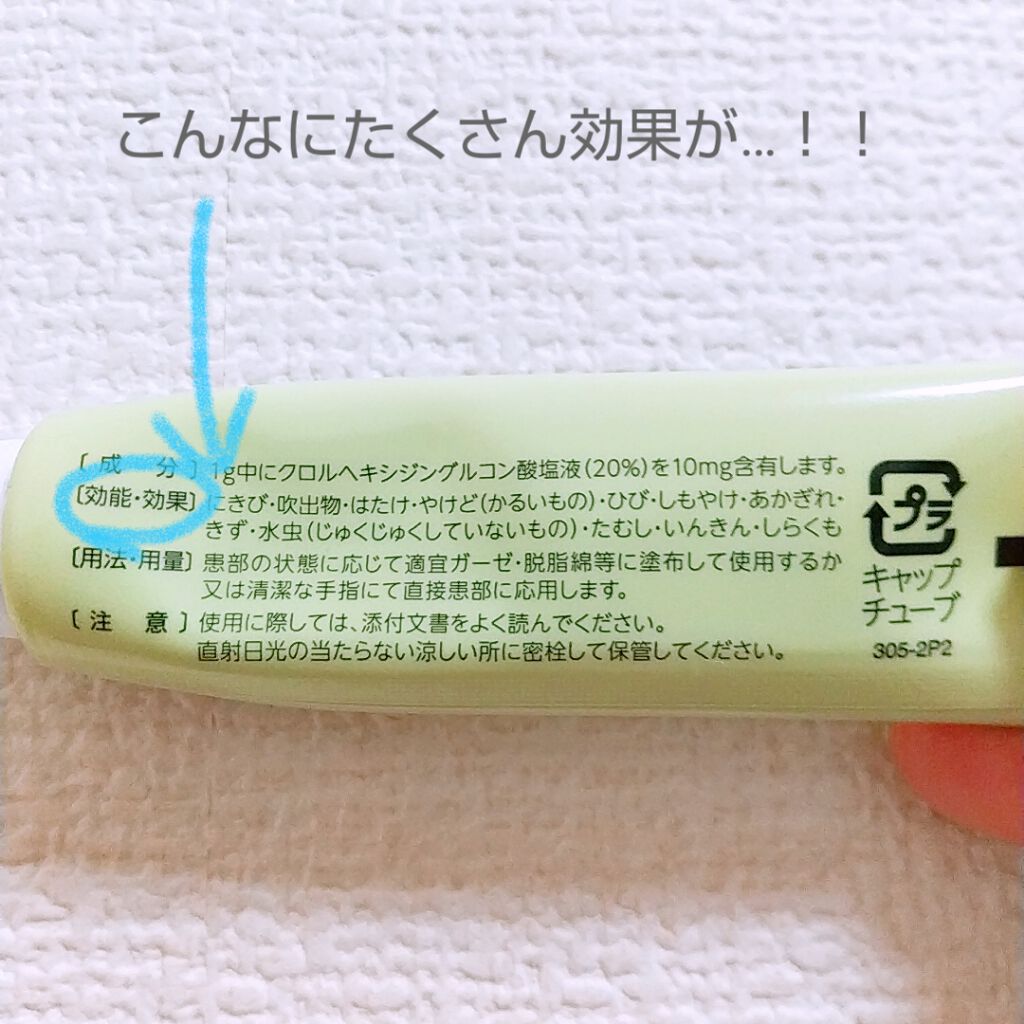 こんなにたくさん効果が…！！
〔成分〕1g中にクロルヘキシジングルコン酸塩液(20%)を10mg含有します。
〔効能・効果〕にきび・吹出物・はたけ・やけど(かるいもの)・ひび・しもやけ・あかぎれ・
きず・水虫(じゅくじゅくしていないもの)・たむし・いんきん・しらくも
〔用法・用量〕患部の状態に応じて適宜ガーゼ・脱脂綿等に塗布して使用するか
又は清潔な手指にて直接患部に応用します。
〔注意〕使用に際しては、添付文書をよく読んでください。
直射日光の当たらない涼しい所に密栓して保管してください。
プラ
キャップ
チューブ
305-2P2